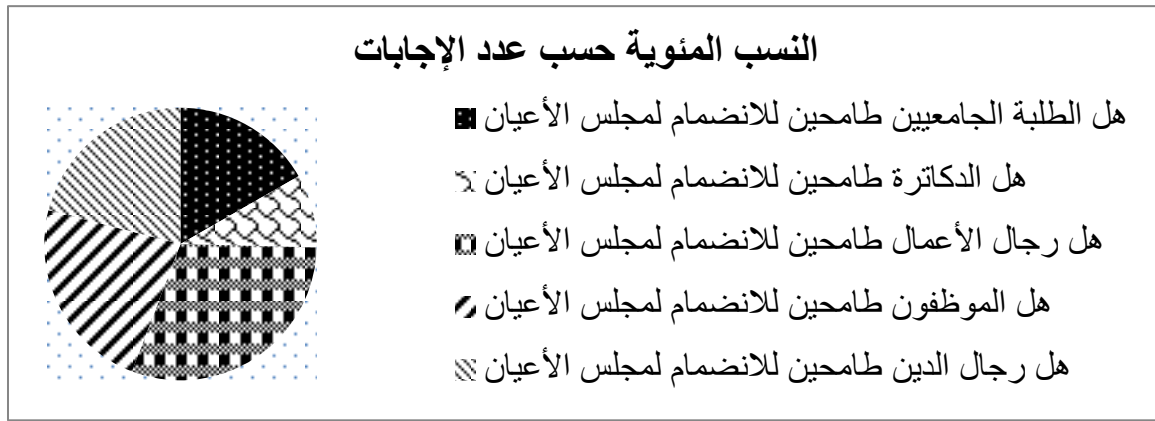 النسب المئوية حسب عدد الإجابات
هل الطلبة الجامعيين طامحين للانضمام لمجلس الأعيان
هل الدكاترة طامحين للانضمام لمجلس الأعيان
هل رجال الأعمال طامحين للانضمام لمجلس الأعيان
هل الموظفون طامحين للانضمام لمجلس الأعيان
هل رجال الدين طامحين للانضمام لمجلس الأعيان